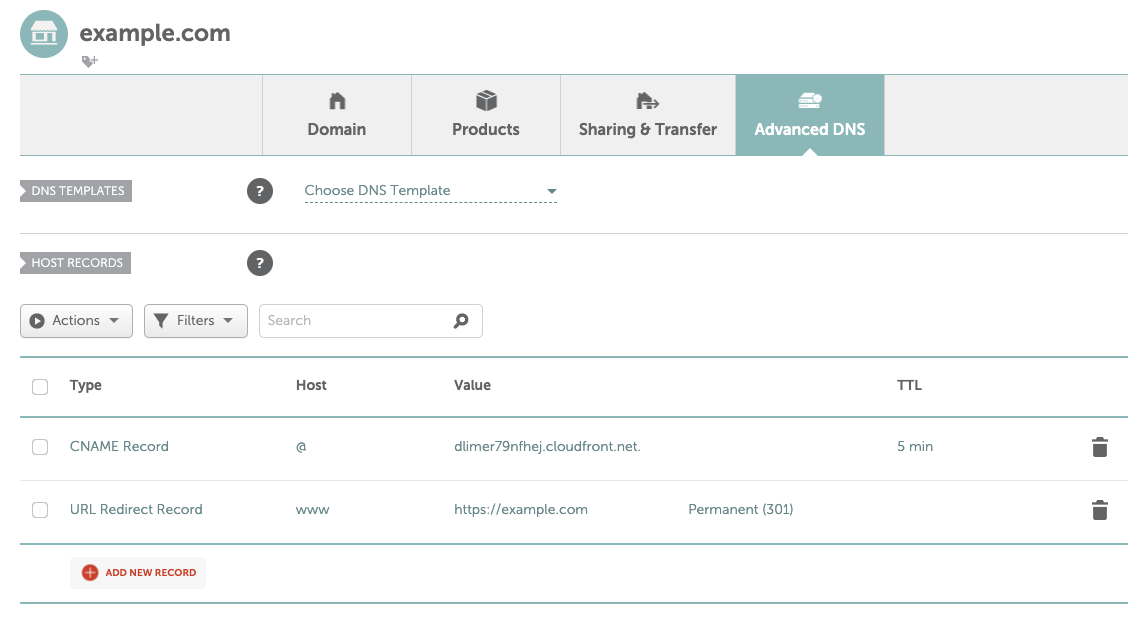 example.com
Domain Products Sharing & Transfer Advanced DNS
DNS TEMPLATES ? Choose DNS Template
HOST RECORDS ?
Actions Filters Search
Type Host Value TTL
CNAME Record @ dlimer79nfhej.cloudfront.net. 5 min
URL Redirect Record www https://example.com Permanent (301)
ADD NEW RECORD